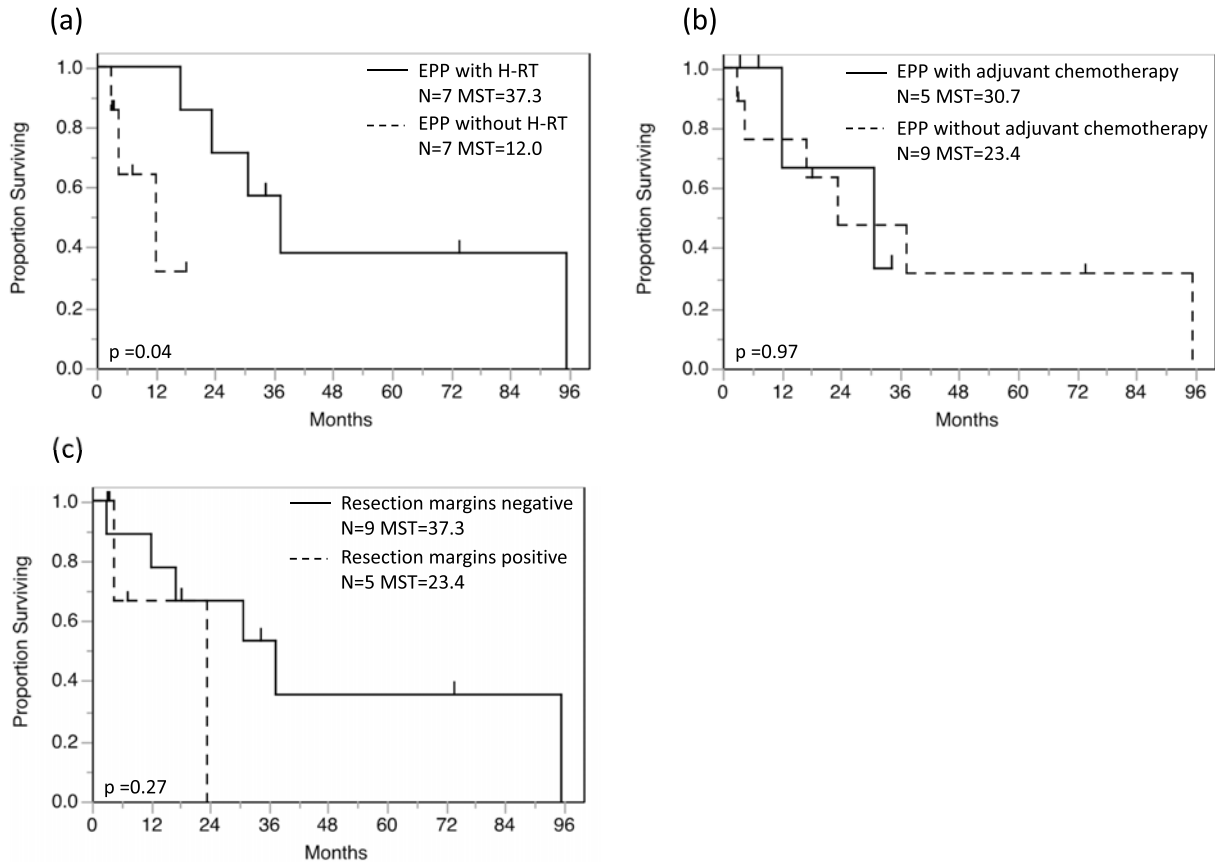 (a)
EPP with H-RT
N=7 MST=37.3
EPP without H-RT
N=7 MST=12.0
Proportion Surviving
1.0
0.8
0.6
0.4
0.2
0.0
p =0.04
0 12 24 36 48 60 72 84 96
Months
(b)
EPP with adjuvant chemotherapy
N=5 MST=30.7
EPP without adjuvant chemotherapy
N=9 MST=23.4
Proportion Surviving
1.0
0.8
0.6
0.4
0.2
0.0
p =0.97
0 12 24 36 48 60 72 84 96
Months
(c)
Resection margins negative
N=9 MST=37.3
Resection margins positive
N=5 MST=23.4
Proportion Surviving
1.0
0.8
0.6
0.4
0.2
0.0
p =0.27
0 12 24 36 48 60 72 84 96
Months